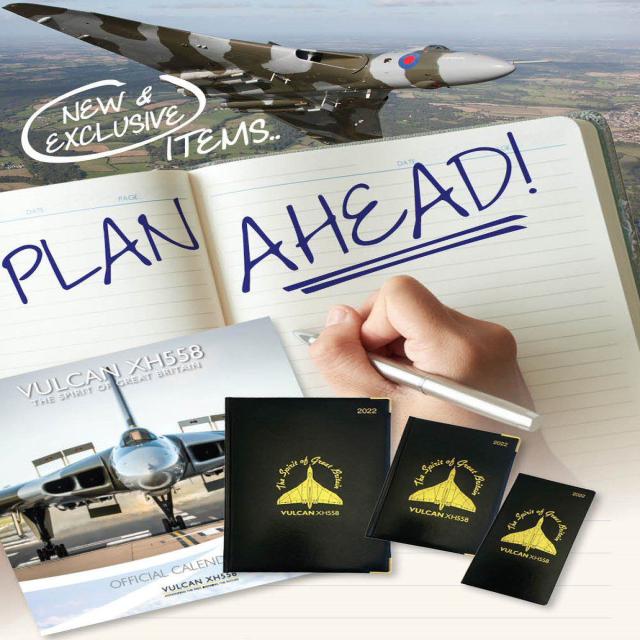 NEW &
EXCLUSIVE
ITEMS..
DATE
PAGE
DATE
PLAN AHEAD!
VULCAN XH558
THE SPIRIT OF GREAT BRITAIN
OFFICIAL CALEND
VULCAN XH558
2022
The Spirit of Great Britain
VULCAN XH558
2022
The Spirit of Great Britain
VULCAN XH558
2022
The Spirit of Great Britain
VULCAN XH558